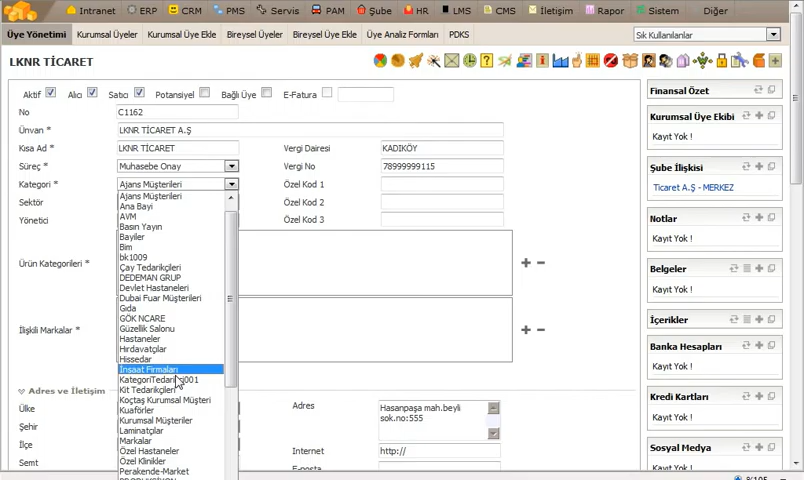 Intranet ERP CRM PMS Servis PAM Şube HR LMS CMS İletişim Rapor Sistem Diğer
Üye Yönetimi Kurumsal Üyeler Kurumsal Üye Ekle Bireysel Üyeler Bireysel Üye Ekle Üye Analiz Formları PDKS Sık Kullanılanlar
LKNR TİCARET
Aktif Alıcı Satıcı Potansiyel Bağlı Üye E-Fatura
No C1162
Ünvan * LKNR TİCARET A.Ş
Kısa Ad * LKNR TİCARET Vergi Dairesi KADIKÖY
Süreç * Muhasebe Onay Vergi No 78999999115
Kategori * Ajans Müşterileri Özel Kod 1
Sektör Özel Kod 2
Yönetici Özel Kod 3
Ürün Kategorileri *
İlişkili Markalar *
Ajans Müşterileri
Ana Bayi
AVM
Basın Yayın
Bayiler
Bim
bk1009
Çay Tedarikçileri
DEDEMAN GRUP
Devlet Hastaneleri
Dubai Fuar Müşterileri
Gıda
GÖK NCARE
Güzellik Salonu
Hastaneler
Hırdavatçılar
Hissedar
İnşaat Firmaları
KategoriTedarikçi001
Kit Tedarikçileri
Koçtaş Kurumsal Müşteri
Kuaförler
Kurumsal Müşteriler
Laminatçılar
Markalar
Özel Hastaneler
Özel Klinikler
Perakende-Market
Adres ve İletişim
Ülke Adres Hasanpaşa mah.beyli
sok.no:555
Şehir
İlçe İnternet http://
Semt E-posta
Finansal Özet
Kurumsal Üye Ekibi
Kayıt Yok !
Şube İlişkisi
Ticaret A.Ş - MERKEZ
Notlar
Kayıt Yok !
Belgeler
Kayıt Yok !
İçerikler
Banka Hesapları
Kayıt Yok !
Kredi Kartları
Kayıt Yok !
Sosyal Medya
Kayıt Yok !
%105